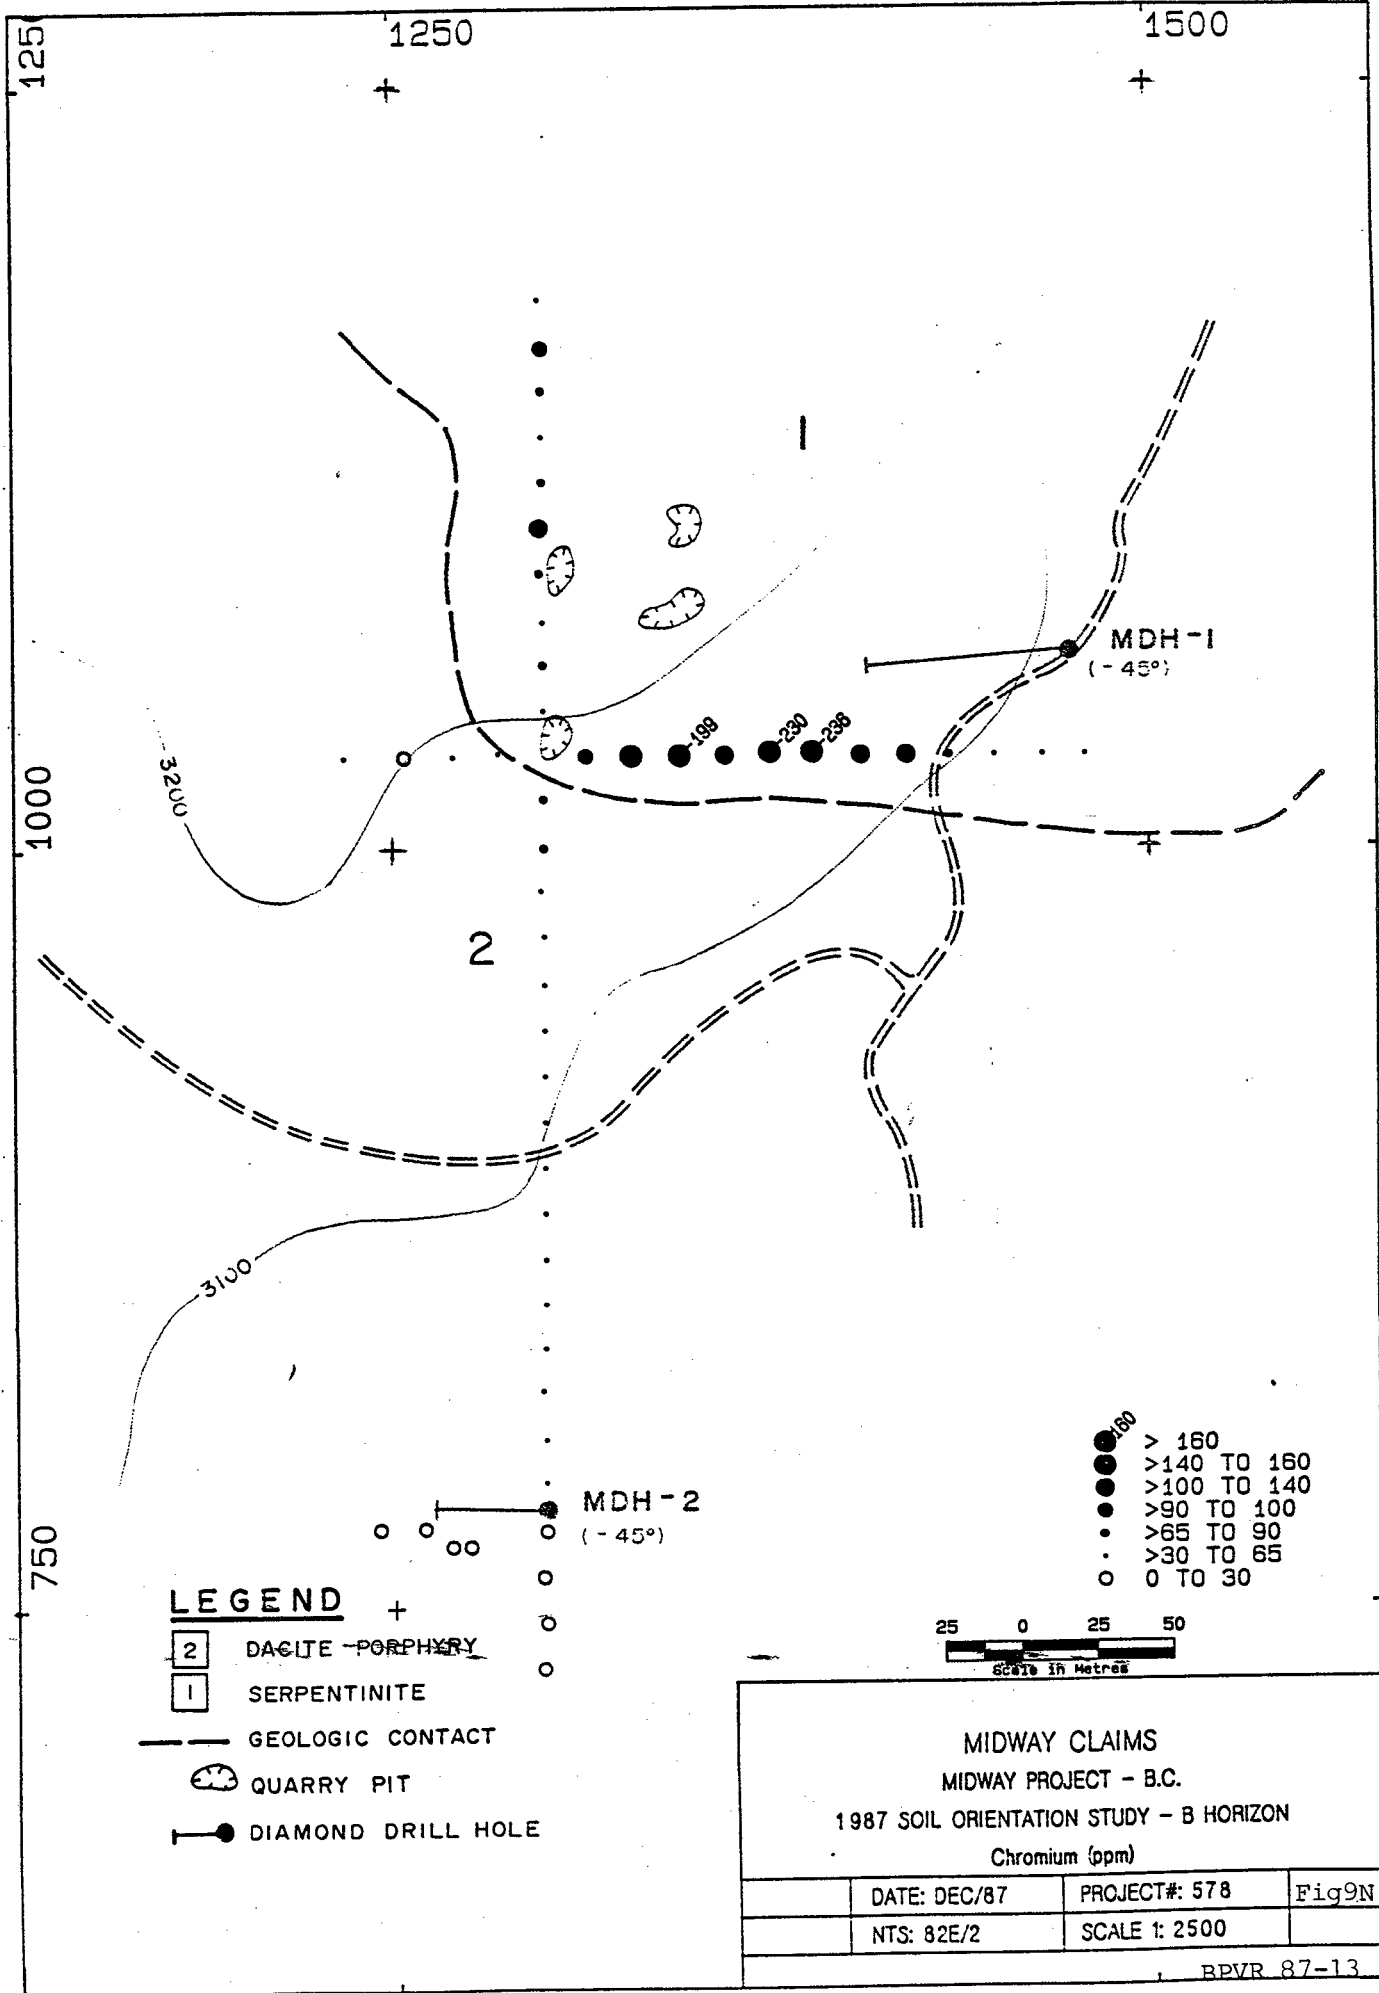 1250
1500
1250
1
MDH-1
(-45°)
-199
-230
-236
3200
1000
2
3100
750
MDH-2
(-45°)
160
> 160
>140 TO 160
>100 TO 140
>90 TO 100
>65 TO 90
>30 TO 65
0 TO 30
25 0 25 50
Scale in Metres
LEGEND
2 DACITE PORPHYRY
1 SERPENTINITE
GEOLOGIC CONTACT
QUARRY PIT
DIAMOND DRILL HOLE
MIDWAY CLAIMS
MIDWAY PROJECT - B.C.
1987 SOIL ORIENTATION STUDY - B HORIZON
Chromium (ppm)
DATE: DEC/87 PROJECT#: 578 Fig9N
NTS: 82E/2 SCALE 1: 2500
BPVR 87-13